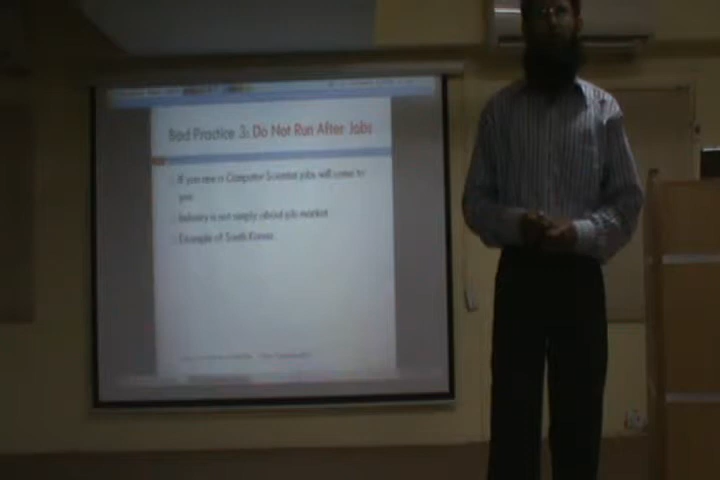 Bad Practice 3: Do Not Run After Jobs
If you are a Computer Scientist jobs will come to
you
Industry is not simply about job market
Example of South Korea